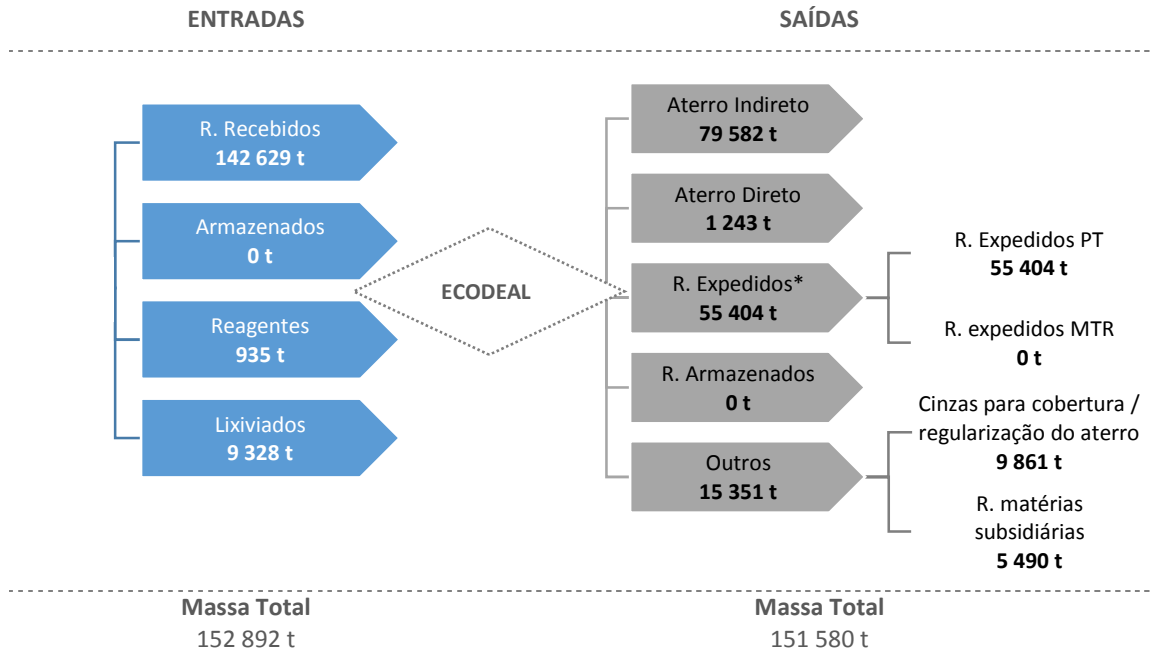 ENTRADAS
SAÍDAS
R. Recebidos
142 629 t
Armazenados
0 t
Reagentes
935 t
Lixiviados
9 328 t
ECODEAL
Aterro Indireto
79 582 t
Aterro Direto
1 243 t
R. Expedidos*
55 404 t
R. Armazenados
0 t
Outros
15 351 t
R. Expedidos PT
55 404 t
R. expedidos MTR
0 t
Cinzas para cobertura /
regularização do aterro
9 861 t
R. matérias
subsidiárias
5 490 t
Massa Total
152 892 t
Massa Total
151 580 t